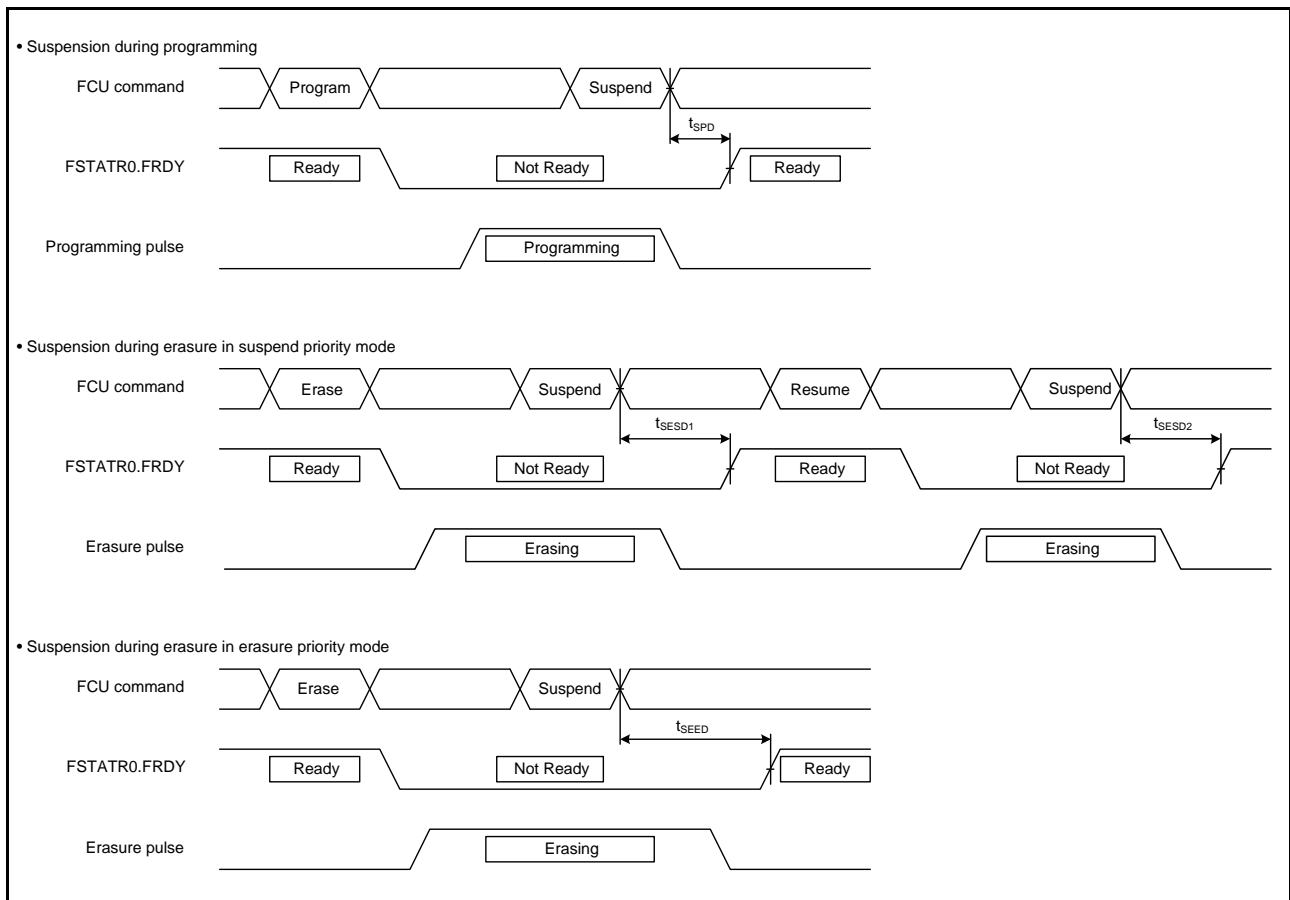 • Suspension during programming
FCU command
Program
Suspend
tSPD
FSTATR0.FRDY
Ready
Not Ready
Ready
Programming pulse
Programming
• Suspension during erasure in suspend priority mode
FCU command
Erase
Suspend
Resume
Suspend
tSESD1
tSESD2
FSTATR0.FRDY
Ready
Not Ready
Ready
Not Ready
Erasure pulse
Erasing
Erasing
• Suspension during erasure in erasure priority mode
FCU command
Erase
Suspend
tSEED
FSTATR0.FRDY
Ready
Not Ready
Ready
Erasure pulse
Erasing